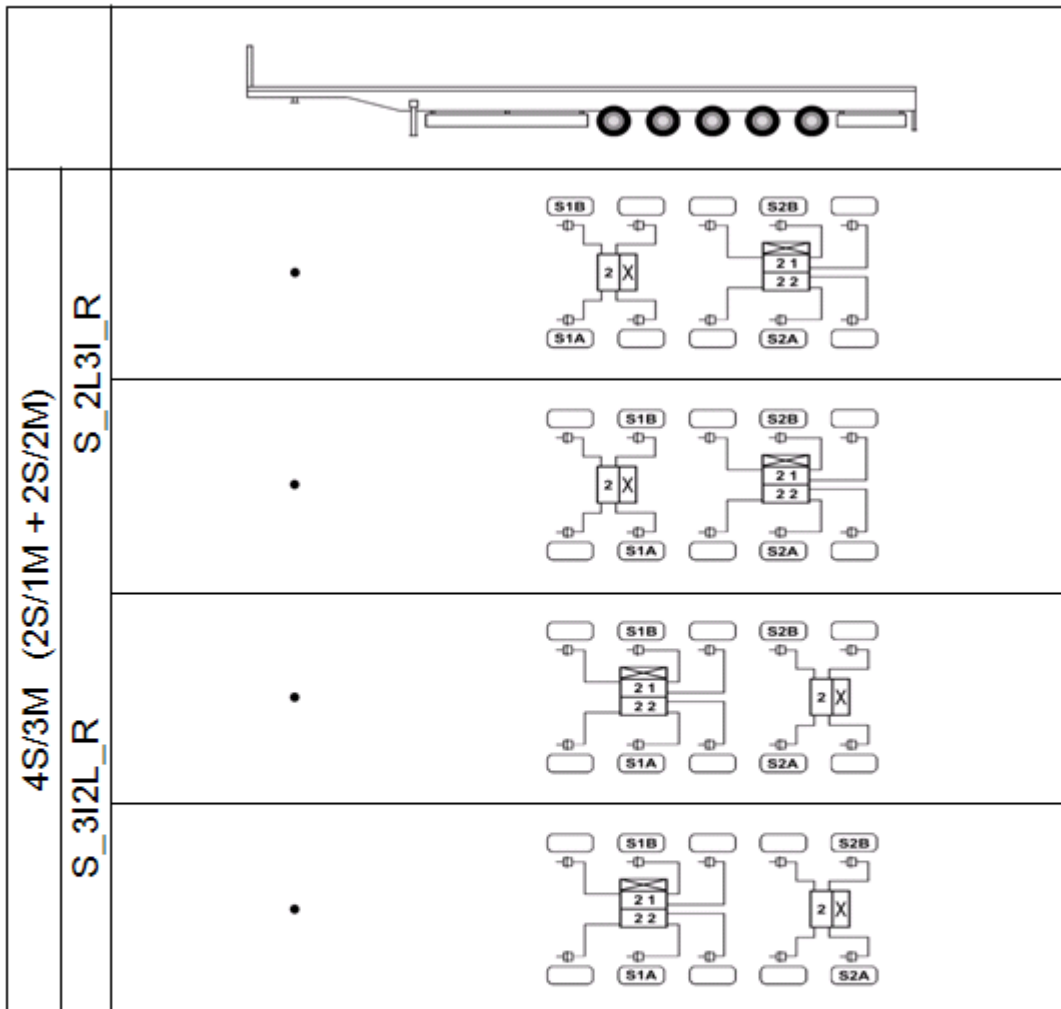 4S/3M (2S/1M + 2S/2M)
S_2L3I_R
S1B S2B
2 X 2 1
2 2
S1A S2A
S1B S2B
2 X 2 1
2 2
S1A S2A
S_3I2L_R
S1B S2B
2 1
2 2 2 X
S1A S2A
S1B S2B
2 1
2 2 2 X
S1A S2A